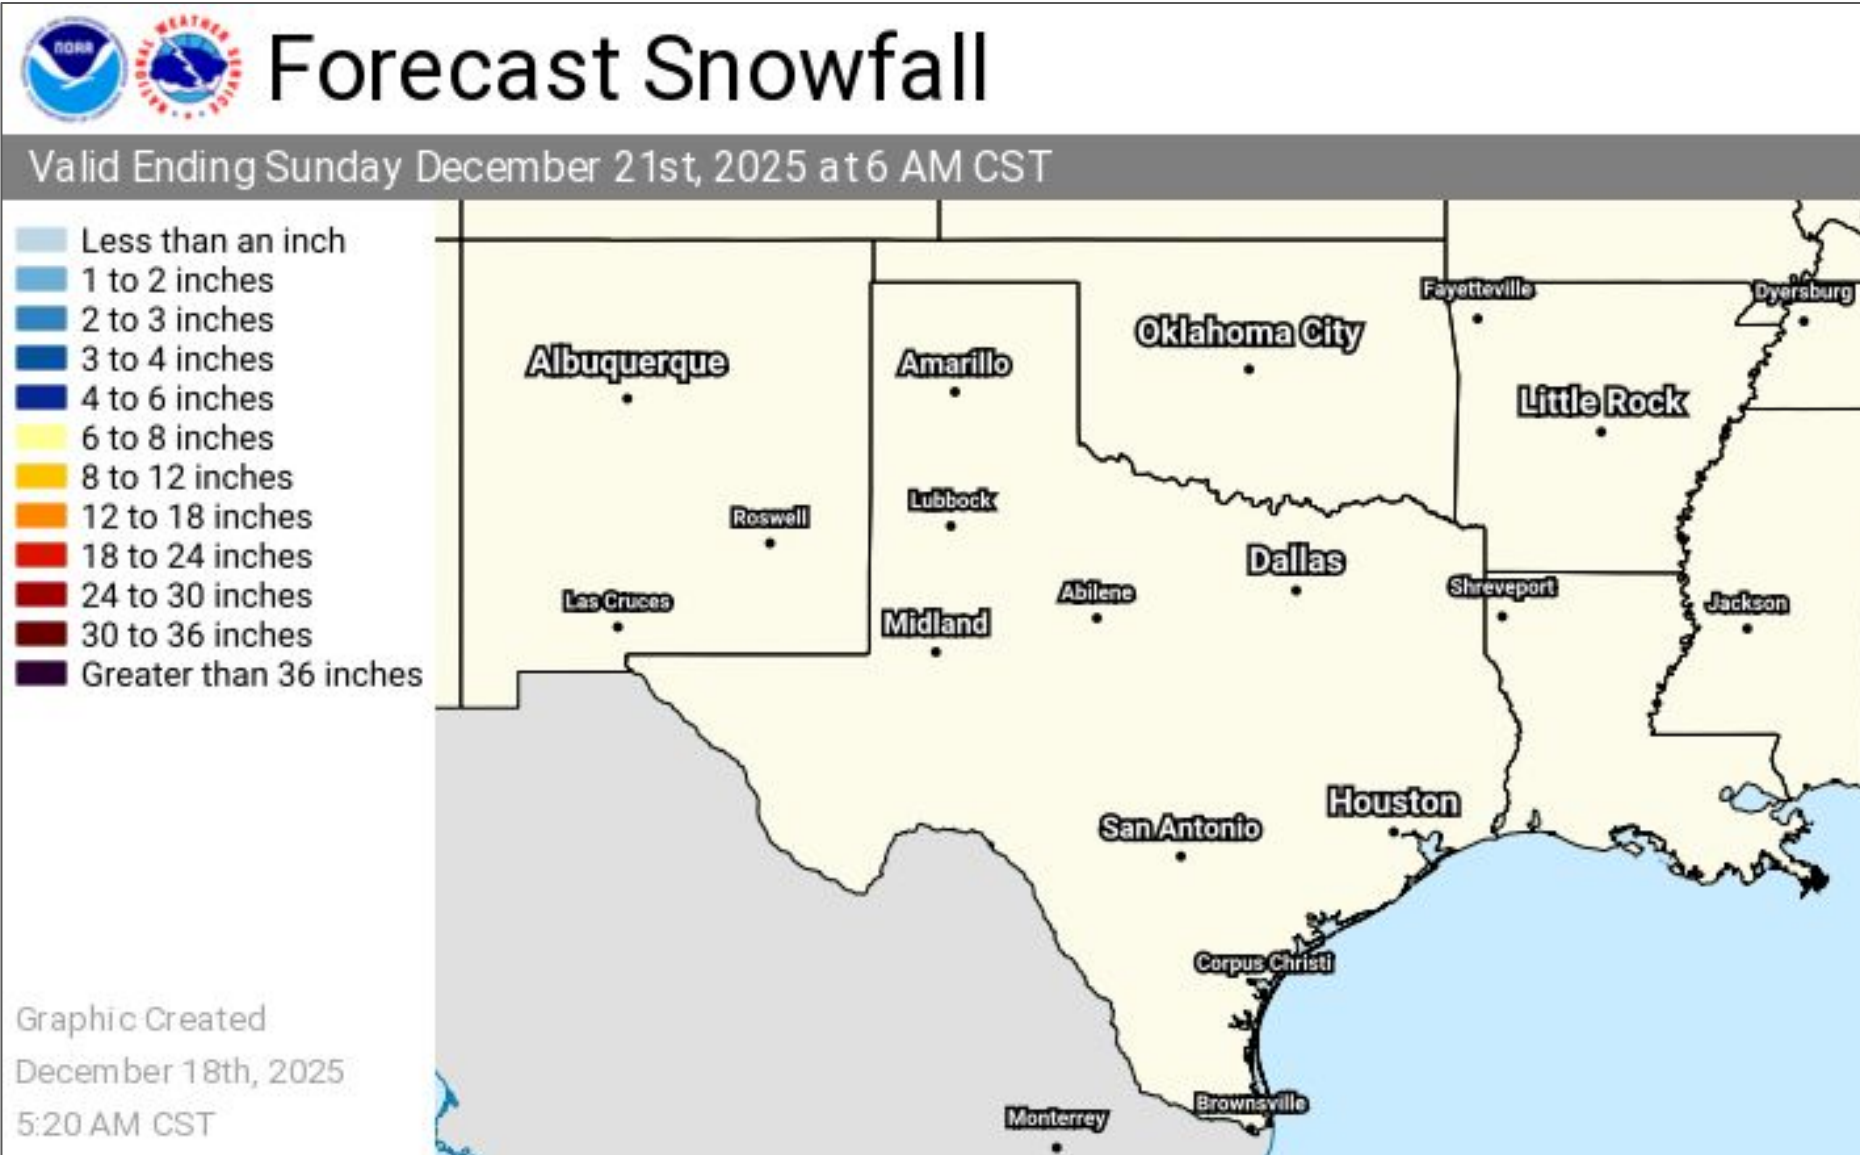 NOAA
NATIONAL WEATHER SERVICE
Forecast Snowfall
Valid Ending Sunday December 21st, 2025 at 6 AM CST
Less than an inch
1 to 2 inches
2 to 3 inches
3 to 4 inches
4 to 6 inches
6 to 8 inches
8 to 12 inches
12 to 18 inches
18 to 24 inches
24 to 30 inches
30 to 36 inches
Greater than 36 inches
Graphic Created
December 18th, 2025
5:20 AM CST
Fayetteville
Dyersburg
Oklahoma City
Albuquerque
Amarillo
Little Rock
Lubbock
Roswell
Dallas
Shreveport
Abilene
Las Cruces
Jackson
Midland
Houston
San Antonio
Corpus Christi
Brownsville
Monterrey